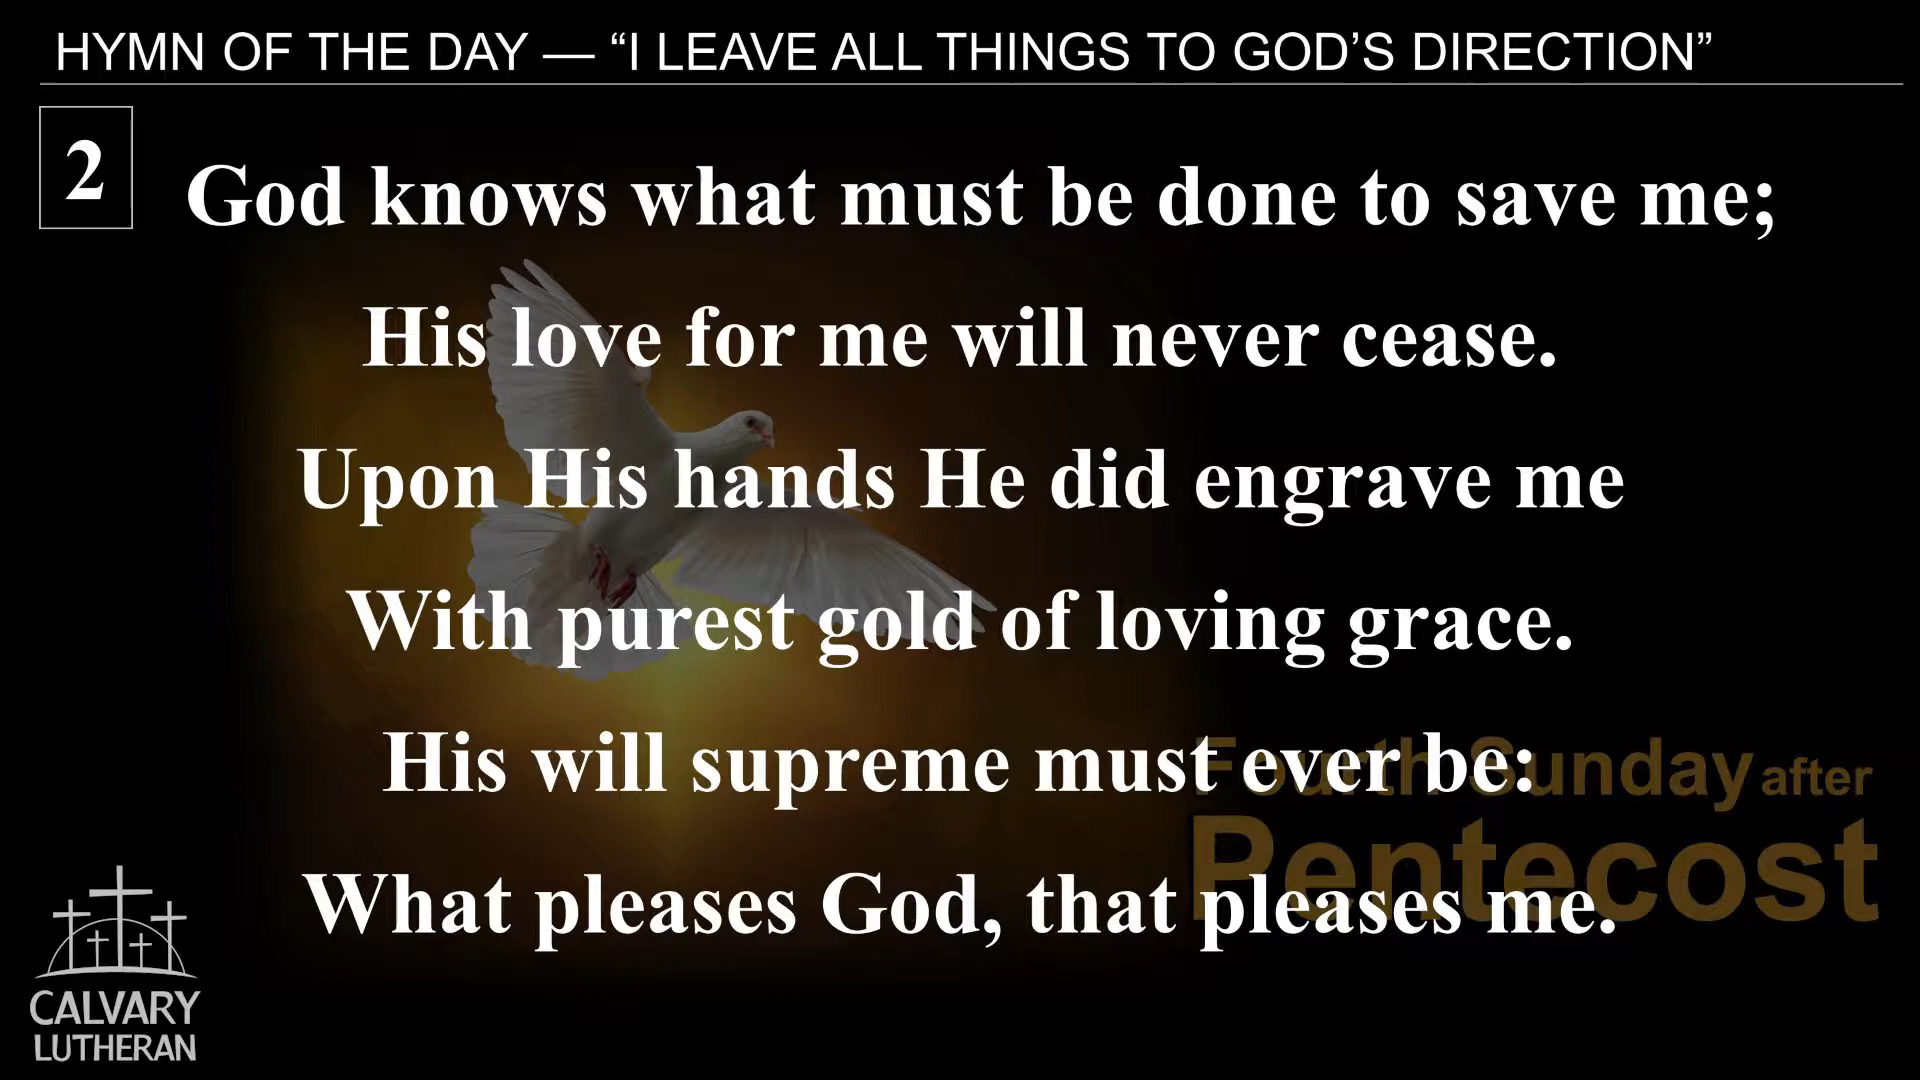 HYMN OF THE DAY — “I LEAVE ALL THINGS TO GOD’S DIRECTION”
2
God knows what must be done to save me;
His love for me will never cease.
Upon His hands He did engrave me
With purest gold of loving grace.
His will supreme must ever be:
What pleases God, that pleases me.
Fourth Sunday after
Pentecost
CALVARY
LUTHERAN